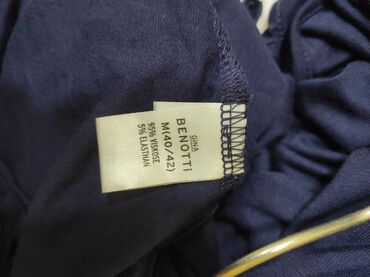 GINA
BENOTTI
M(40/42)
95% VISKOSE
5% ELASTHAN